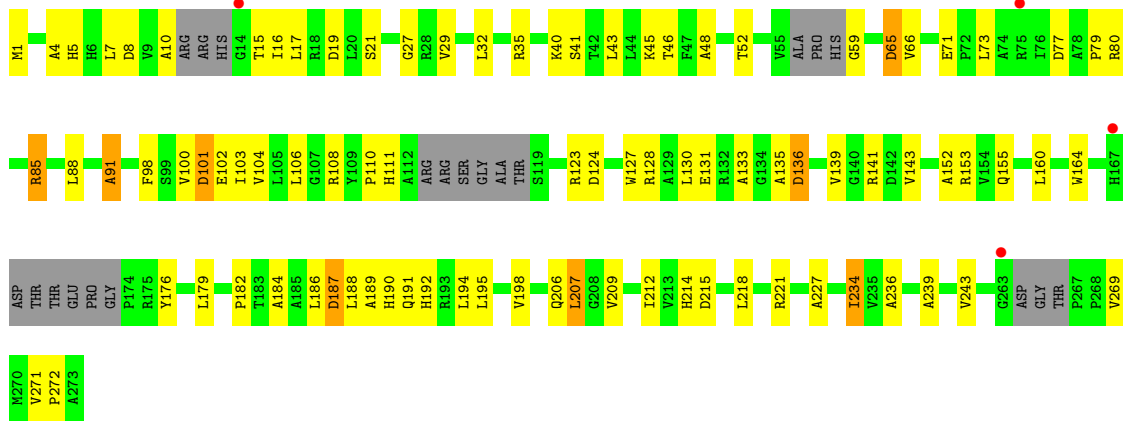 M1 A4 H5 H6 L7 D8 V9 A10 ARG ARG HIS G14 T15 I16 L17 R18 D19 L20 S21 G27 R28 V29 L32 R35 K40 S41 T42 L43 L44 K45 T46 F47 A48 T52 V55 ALA PRO HIS G59 D65 V66 E71 P72 L73 A74 R75 I76 D77 A78 P79 R80
R85 L88 A91 F98 S99 V100 D101 E102 I103 V104 L105 L106 G107 R108 Y109 P110 H111 A112 ARG ARG SER GLY ALA THR S119 R123 D124 W127 R128 A129 L130 E131 R132 A133 G134 A135 D136 V139 G140 R141 D142 V143 A152 R153 V154 Q155 L160 W164 H167
ASP THR THR GLU PRO GLY P174 R175 Y176 L179 P182 T183 A184 A185 L186 D187 L188 A189 H190 Q191 H192 R193 L194 L195 V198 Q206 L207 G208 V209 I212 V213 H214 D215 L218 R221 A227 I234 V235 A236 A239 V243 G263 ASP GLY THR P267 P268 V269
M270 V271 P272 A273